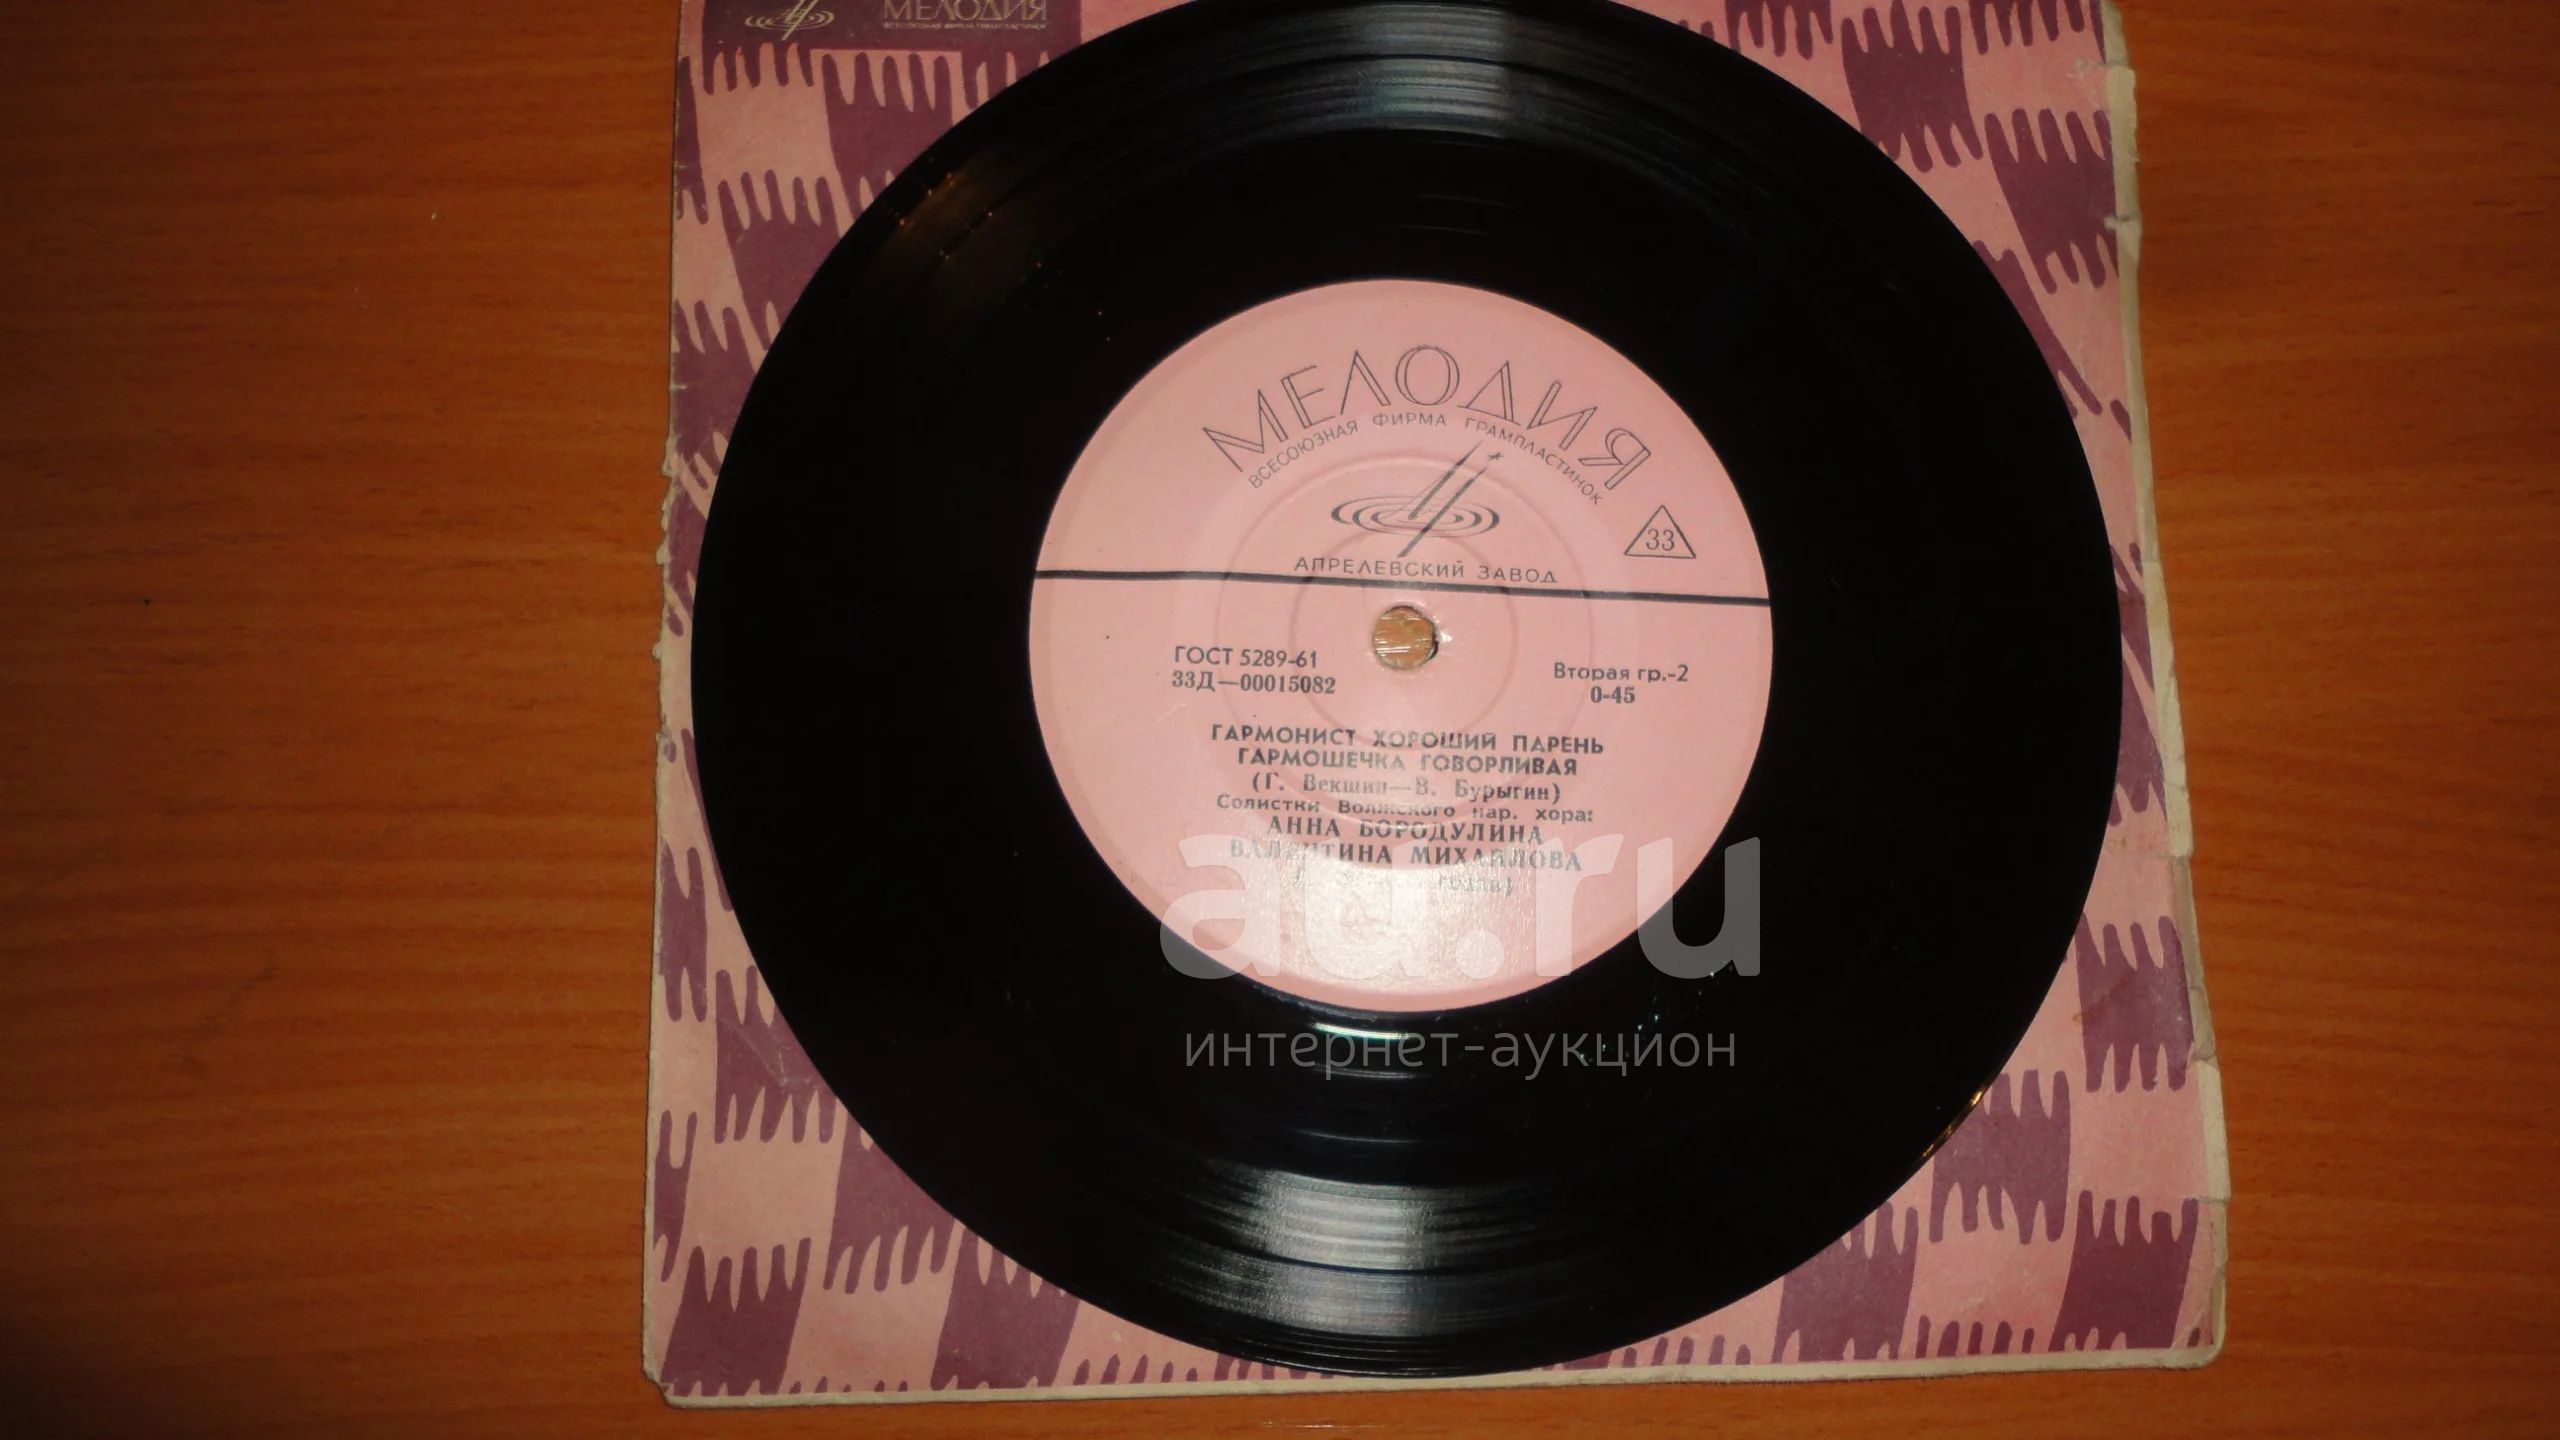 МЕЛОДИЯ
ВСЕСОЮЗНАЯ ФИРМА ГРАМПЛАСТИНОК
МЕЛОДИЯ
ВСЕСОЮЗНАЯ ФИРМА ГРАМПЛАСТИНОК
33
АПРЕЛЕВСКИЙ ЗАВОД
ГОСТ 5289-61
Вторая гр.-2
33Д—00015082
0-45
ГАРМОНИСТ ХОРОШИЙ ПАРЕНЬ
ГАРМОШЕЧКА ГОВОРЛИВАЯ
(Г. Векшин—В. Бурыгин)
Солистки Волжского нар. хора:
АННА БОРОДУЛИНА
ВАЛЕНТИНА МИХАЙЛОВА
au.ru
интернет-аукцион